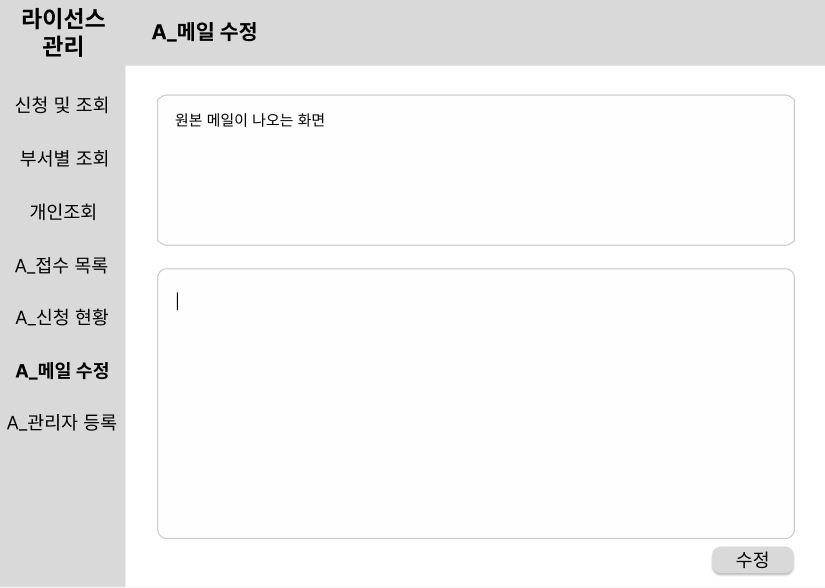 라이선스
관리
A_메일 수정
신청 및 조회
부서별 조회
개인조회
A_접수 목록
A_신청 현황
A_메일 수정
A_관리자 등록
원본 메일이 나오는 화면
수정